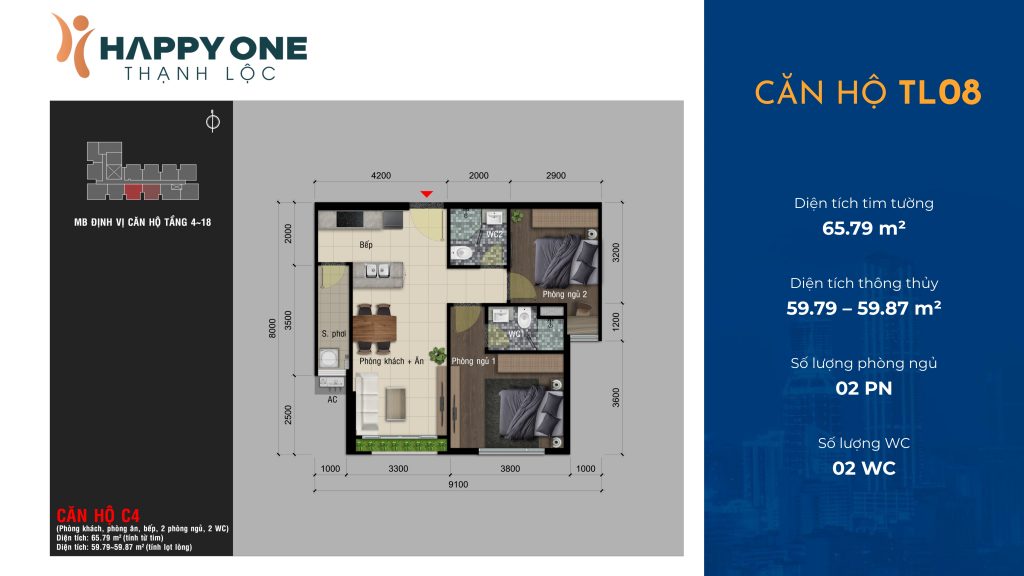 HAPPY ONE
THẠNH LỘC
MB ĐỊNH VỊ CĂN HỘ TẦNG 4~18
CĂN HỘ C4
(Phòng khách, phòng ăn, bếp, 2 phòng ngủ, 2 WC)
Diện tích: 65.79 m² (tính từ tim)
Diện tích: 59.79~59.87 m² (tính lọt lòng)
4200
2000
2900
2000
3500
2500
8000
3200
1200
3600
Bếp
WC2
Phòng ngủ 2
S. phơi
WC1
Phòng khách + Ăn
Phòng ngủ 1
AC
1000
3300
3800
1000
9100
CĂN HỘ TL08
Diện tích tim tường
65.79 m²
Diện tích thông thủy
59.79 – 59.87 m²
Số lượng phòng ngủ
02 PN
Số lượng WC
02 WC